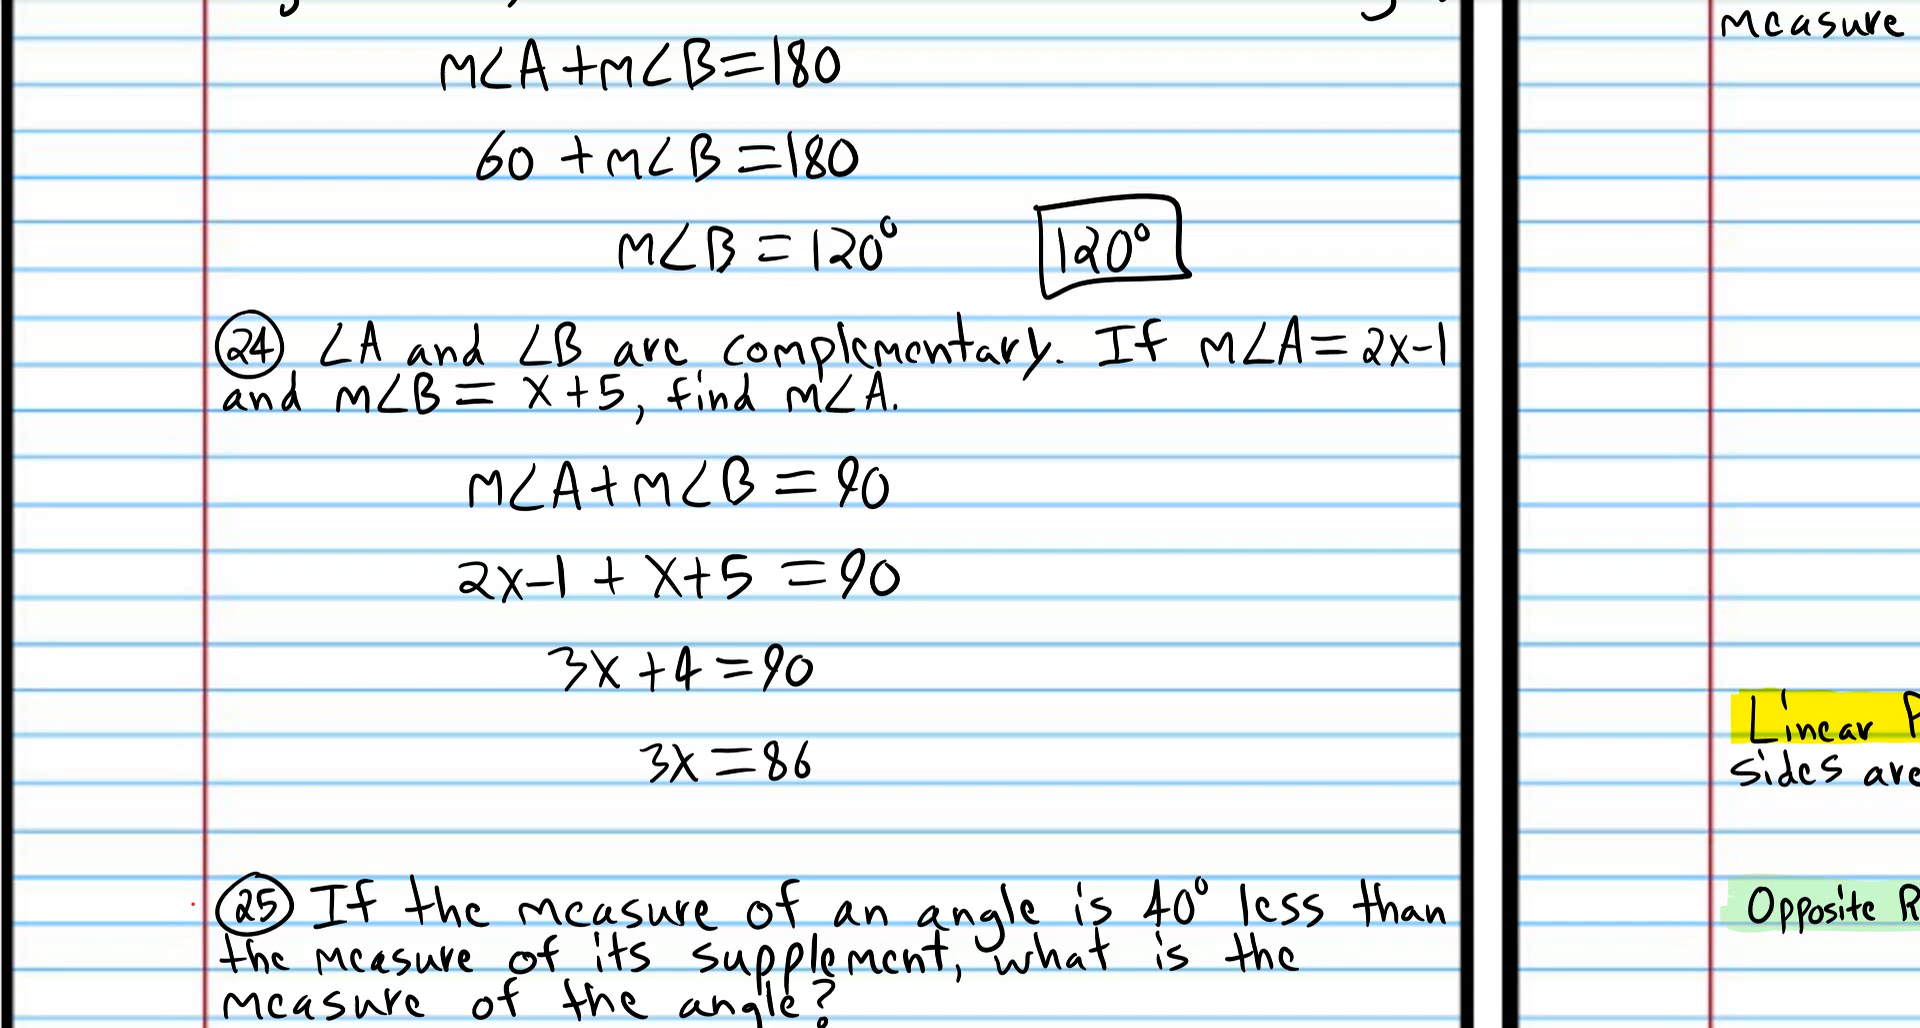 m∠A+m∠B=180
60+m∠B=180
m∠B=120°
120°
24 ∠A and ∠B are complementary. If m∠A=2x-1
and m∠B=x+5, find m∠A.
m∠A+m∠B=90
2x-1+x+5=90
3x+4=90
3x=86
25 If the measure of an angle is 40° less than
the measure of its supplement, what is the
measure of the angle?
measure
Linear P
sides are
Opposite R